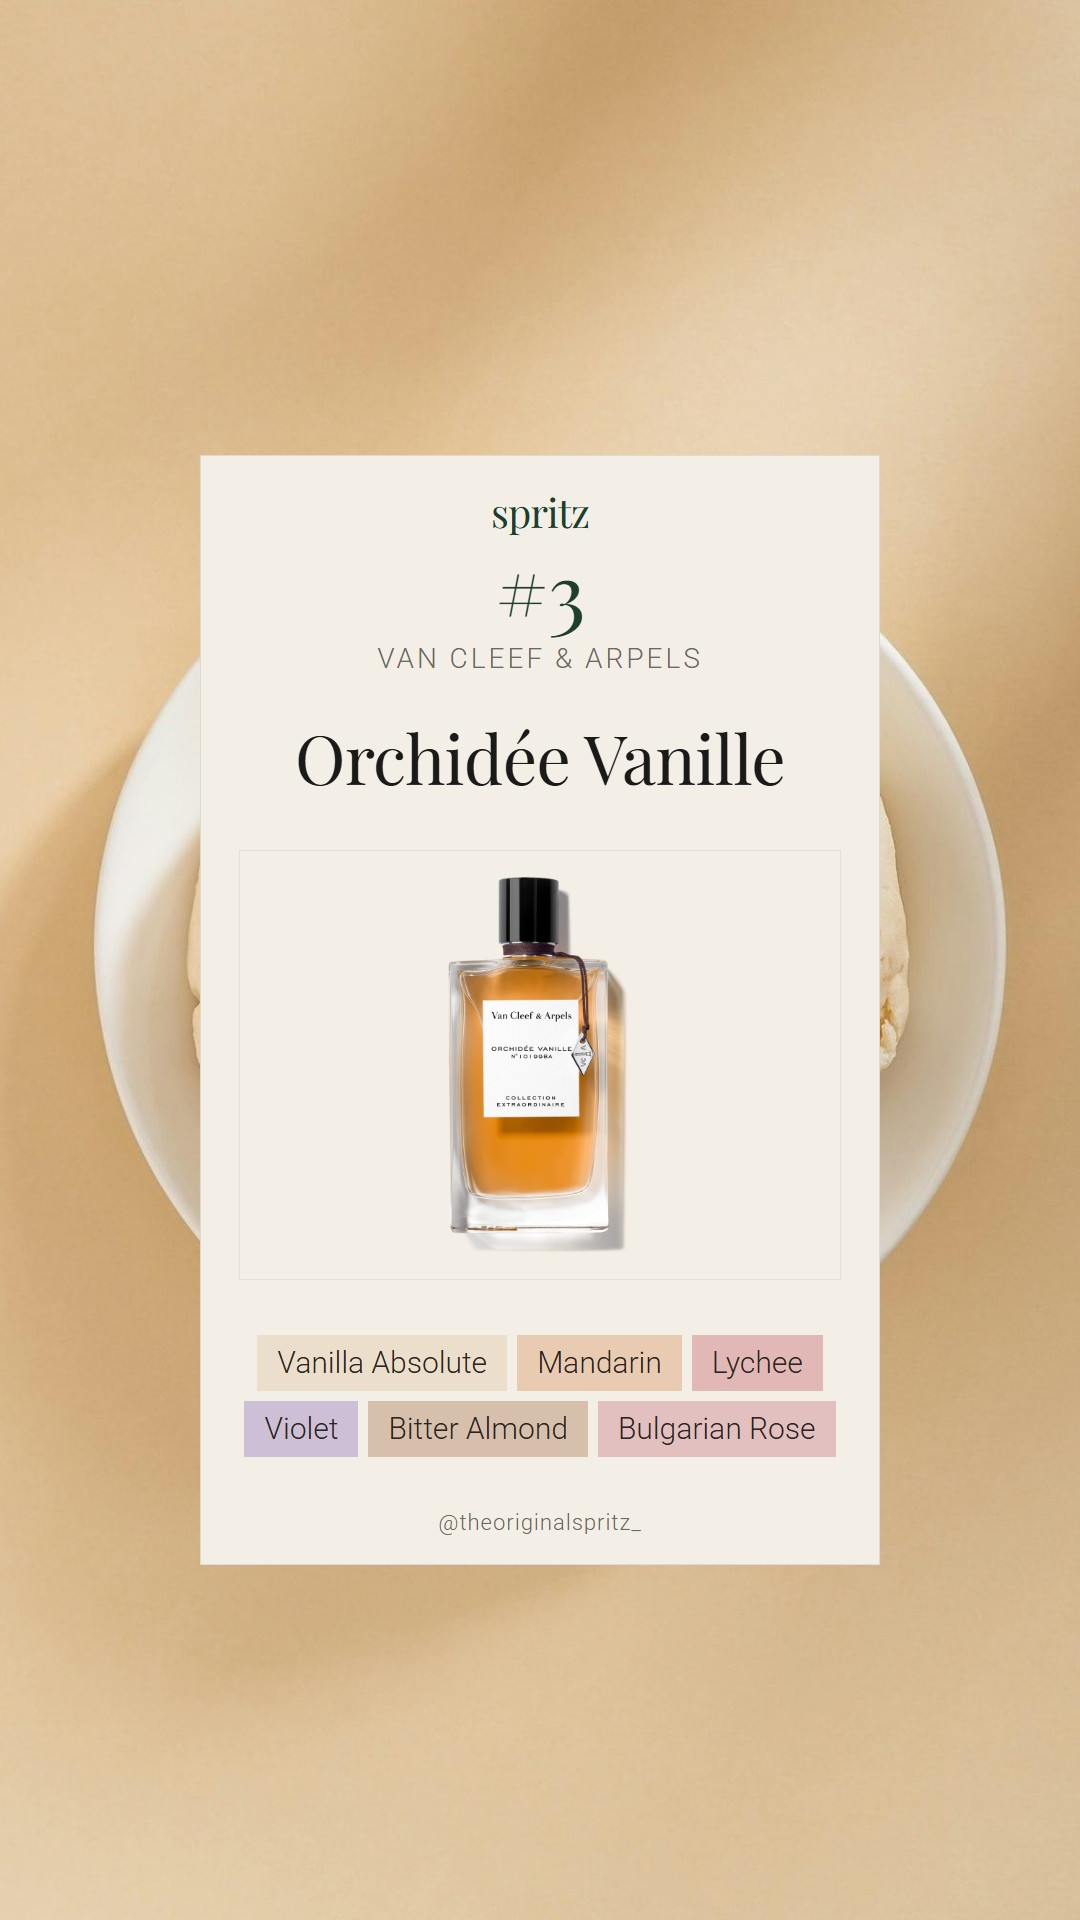 spritz
#3
VAN CLEEF & ARPELS
Orchidée Vanille
Van Cleef & Arpels
ORCHIDÉE VANILLE
COLLECTION
EXTRAORDINAIRE
VC A
Vanilla Absolute Mandarin Lychee
Violet Bitter Almond Bulgarian Rose
@theoriginalspritz_